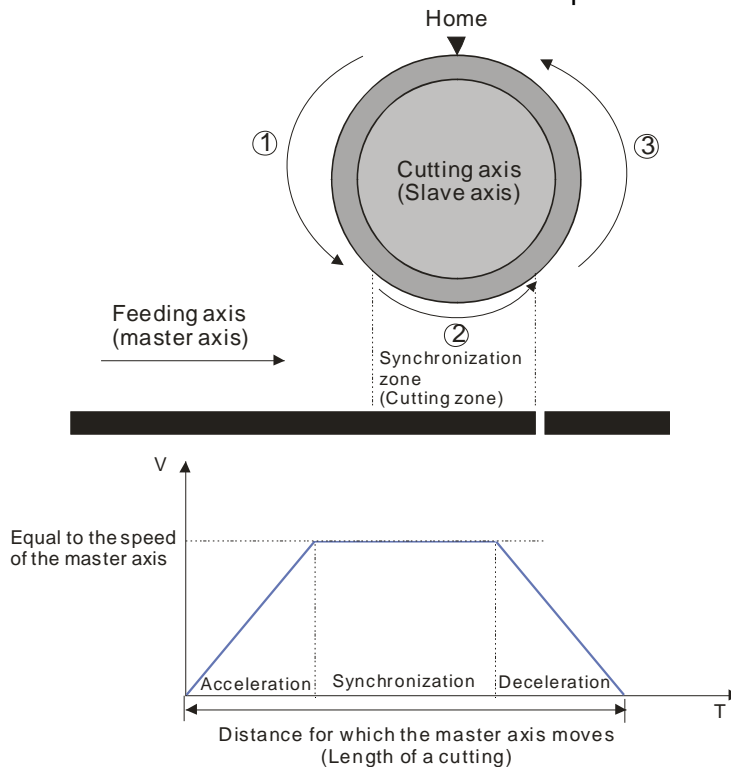 Home
①
③
Cutting axis
(Slave axis)
Feeding axis
(master axis)
②
Synchronization
zone
(Cutting zone)
V
Equal to the speed
of the master axis
Acceleration Synchronization Deceleration
T
Distance for which the master axis moves
(Length of a cutting)